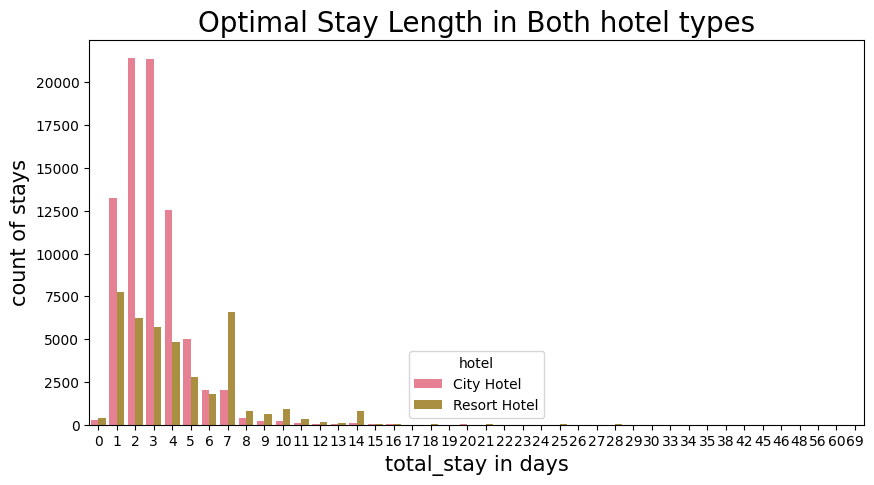 Optimal Stay Length in Both hotel types
count of stays
20000
17500
15000
12500
10000
7500
5000
2500
0
hotel
City Hotel
Resort Hotel
0 1 2 3 4 5 6 7 8 9 10 11 12 13 14 15 16 17 18 19 20 21 22 23 24 25 26 27 28 29 30 33 34 35 38 42 45 46 48 56 60 69
total_stay in days